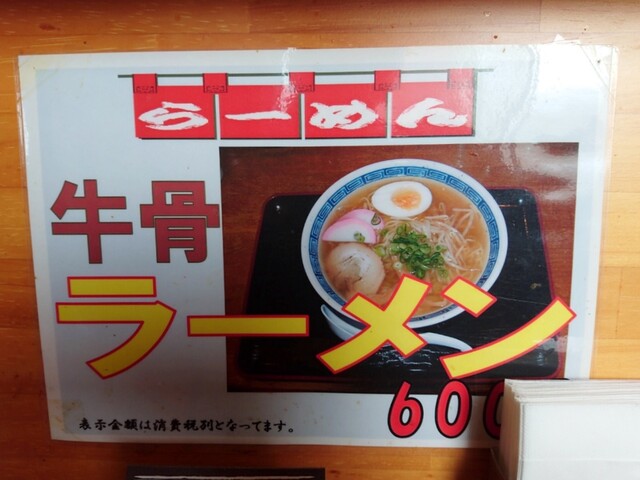 らーめん
牛骨
ラーメン
600
表示金額は消費税別となってます。